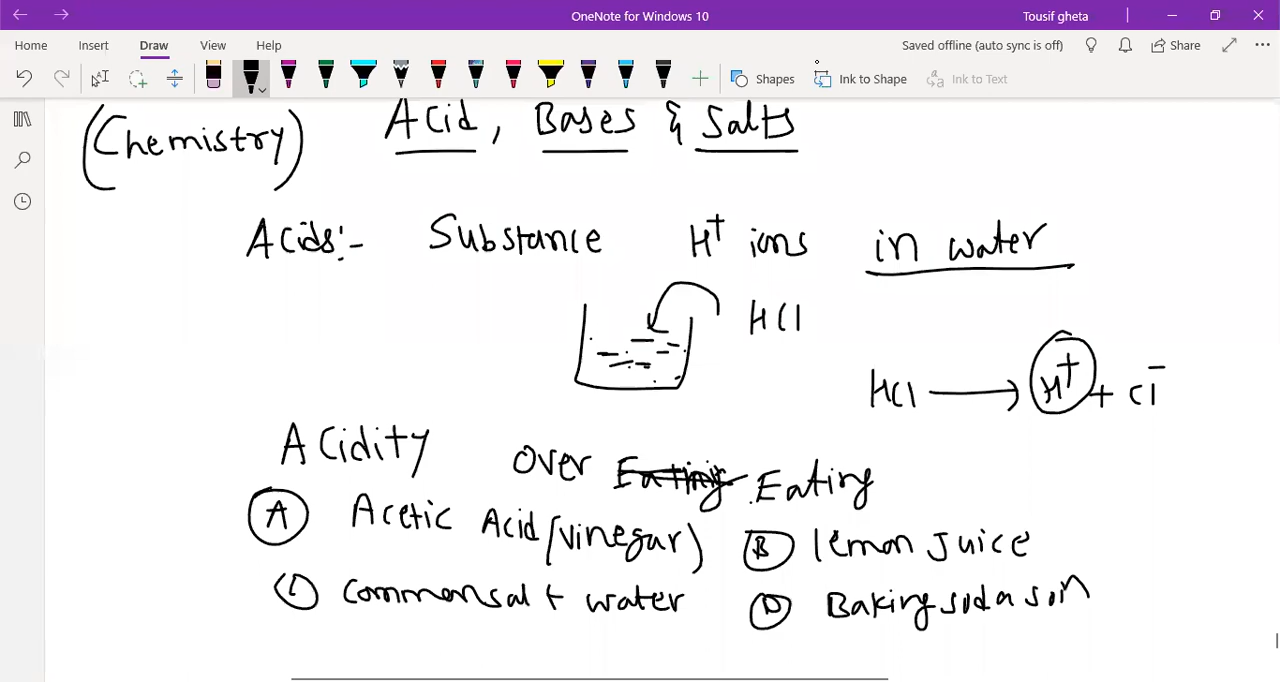 OneNote for Windows 10
Tousif gheta
Home Insert Draw View Help
Saved offline (auto sync is off)
Share
Shapes
Ink to Shape
Ink to Text
(Chemistry) Acid, Bases & Salts
Acids:- Substance H+ ions in water
HCl
HCl → H+ + Cl-
Acidity Over Eating Eating
A Acetic Acid/(vinegar) B lemon juice
C Common salt water D Baking soda soln